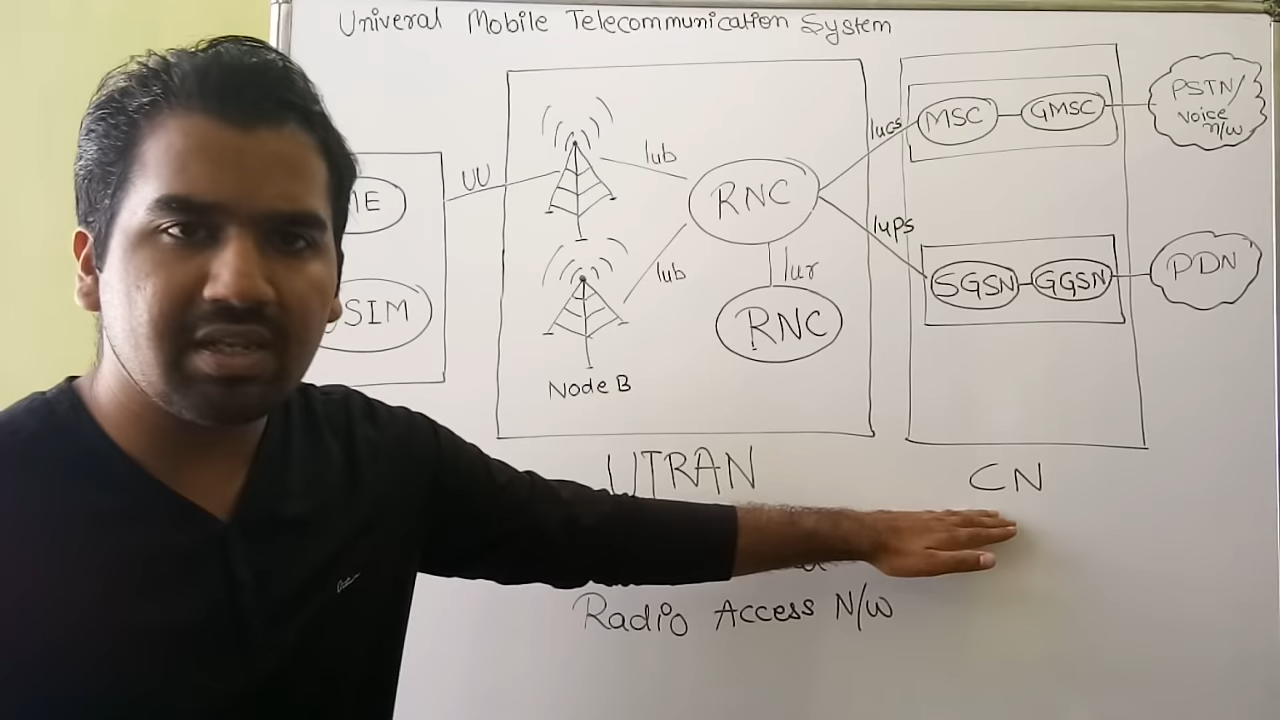 Univeral Mobile Telecommunication System
UU
Iub
Iub
RNC
Iur
RNC
Node B
UTRAN
Radio Access N/W
Iucs
Iups
MSC
GMSC
SGSN
GGSN
CN
PSTN/
Voice
N/W
PDN
ME
SIM